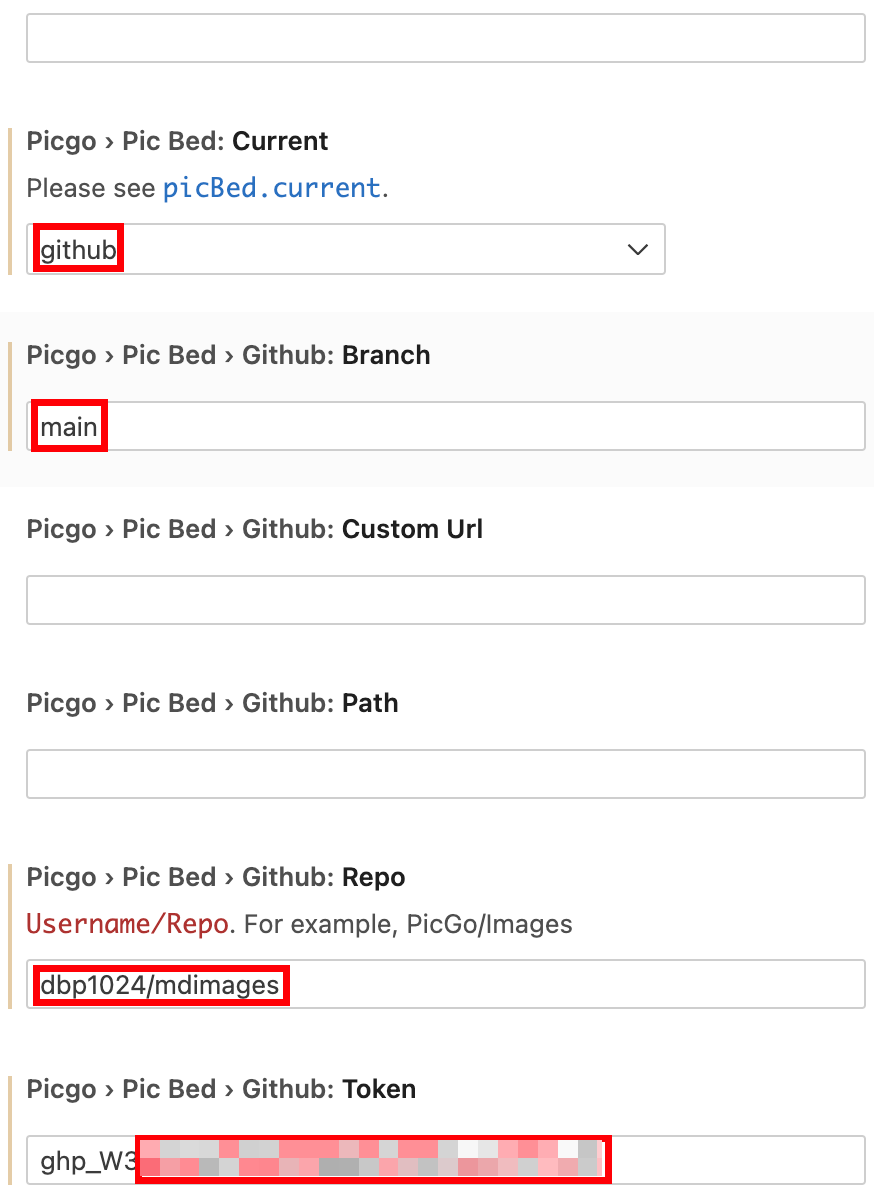 Picgo › Pic Bed: Current
Please see picBed.current.
github
Picgo › Pic Bed › Github: Branch
main
Picgo › Pic Bed › Github: Custom Url
Picgo › Pic Bed › Github: Path
Picgo › Pic Bed › Github: Repo
Username/Repo. For example, PicGo/Images
dbp1024/mdimages
Picgo › Pic Bed › Github: Token
ghp_W3